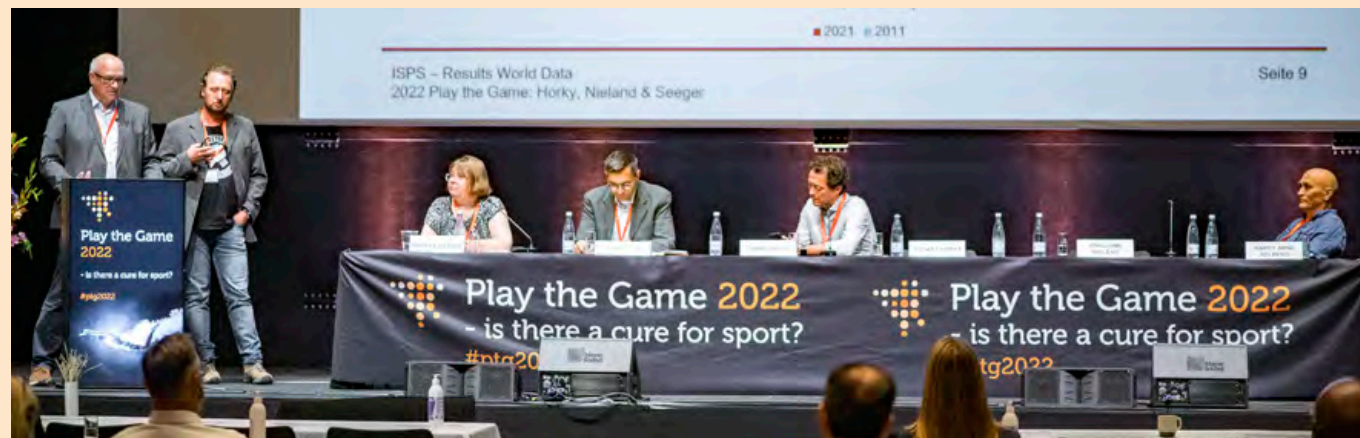 ■ 2021 ■ 2011
ISPS – Results World Data
2022 Play the Game: Horky, Nieland & Seeger
Seite 9
Play the Game
2022
- is there a cure for sport?
#ptg2022
Play the Game 2022
- is there a cure for sport?
#ptg20
Play the Game 2022
- is there a cure for sport?
tg2022